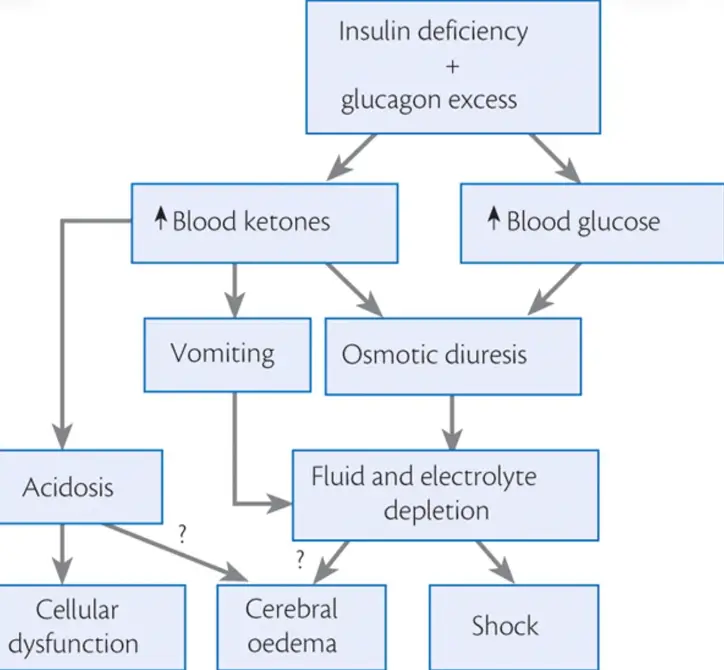 Insulin deficiency
+
glucagon excess
Blood ketones
Blood glucose
Vomiting
Osmotic diuresis
Acidosis
Fluid and electrolyte
depletion
?
?
Cellular
dysfunction
Cerebral
oedema
Shock